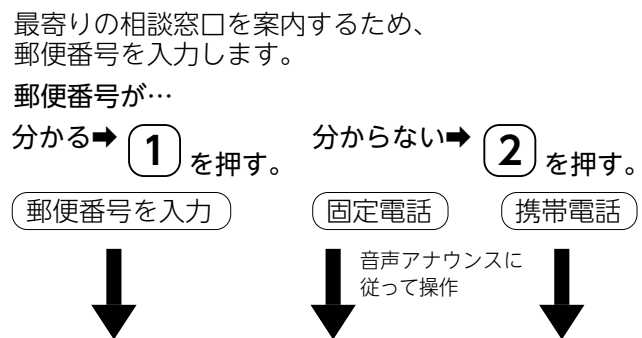 最寄りの相談窓口を案内するため、
郵便番号を入力します。
郵便番号が…
分かる➡ 1 を押す。 分からない➡ 2 を押す。
郵便番号を入力 固定電話 携帯電話
音声アナウンスに
従って操作